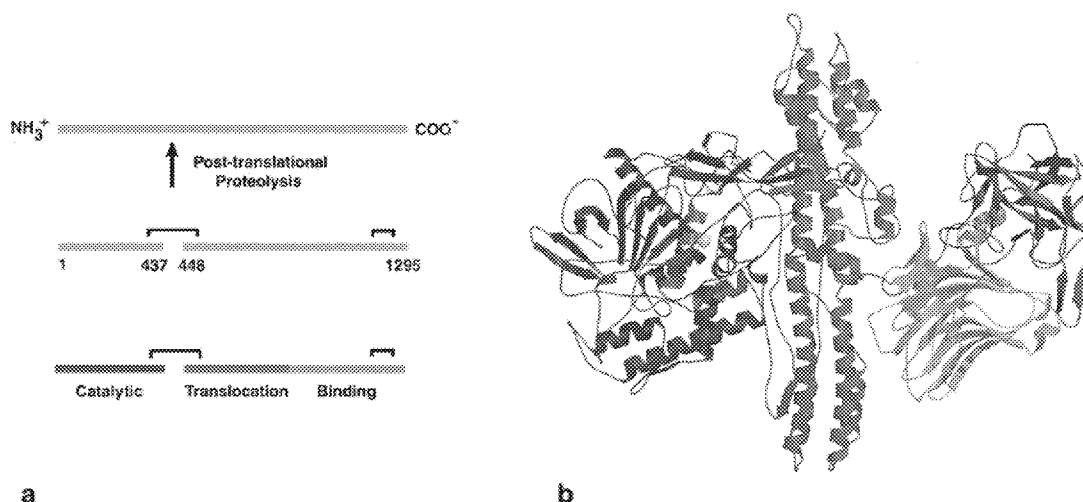 NH3+ COO-
Post-translational
Proteolysis
1 437 448 1295
Catalytic Translocation Binding
a b